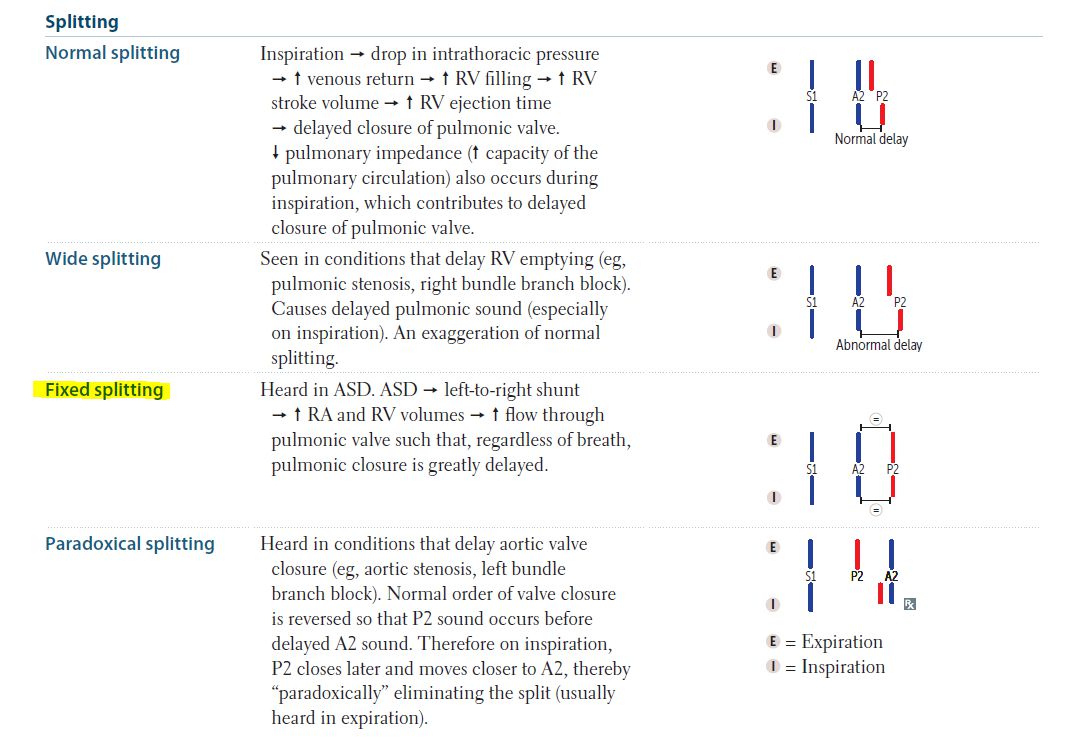 Splitting
Normal splitting
Inspiration → drop in intrathoracic pressure
→ ↑ venous return → ↑ RV filling → ↑ RV
stroke volume → ↑ RV ejection time
→ delayed closure of pulmonic valve.
↓ pulmonary impedance (↑ capacity of the
pulmonary circulation) also occurs during
inspiration, which contributes to delayed
closure of pulmonic valve.
E
S1 A2 P2
I
Normal delay
Wide splitting
Seen in conditions that delay RV emptying (eg,
pulmonic stenosis, right bundle branch block).
Causes delayed pulmonic sound (especially
on inspiration). An exaggeration of normal
splitting.
E
S1 A2 P2
I
Abnormal delay
Fixed splitting
Heard in ASD. ASD → left-to-right shunt
→ ↑ RA and RV volumes → ↑ flow through
pulmonic valve such that, regardless of breath,
pulmonic closure is greatly delayed.
=
E
S1 A2 P2
I
=
Paradoxical splitting
Heard in conditions that delay aortic valve
closure (eg, aortic stenosis, left bundle
branch block). Normal order of valve closure
is reversed so that P2 sound occurs before
delayed A2 sound. Therefore on inspiration,
P2 closes later and moves closer to A2, thereby
“paradoxically” eliminating the split (usually
heard in expiration).
E
S1 P2 A2
I
℞
E = Expiration
I = Inspiration